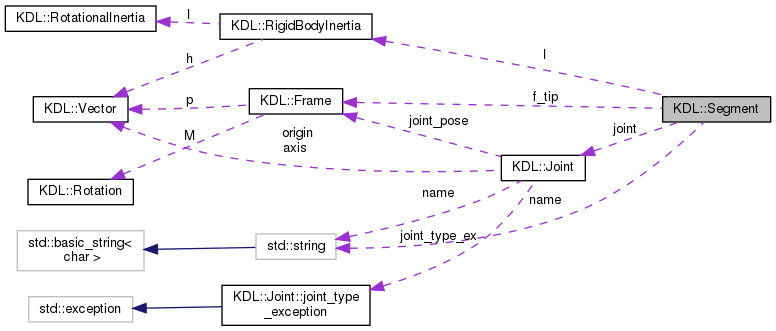 KDL::RotationalInertia
I
KDL::RigidBodyInertia
I
h
KDL::Vector
p
KDL::Frame
f_tip
KDL::Segment
joint_pose
joint
M
origin
axis
KDL::Joint
KDL::Rotation
name
name
std::basic_string<
char >
std::string
joint_type_ex
std::exception
KDL::Joint::joint_type
_exception